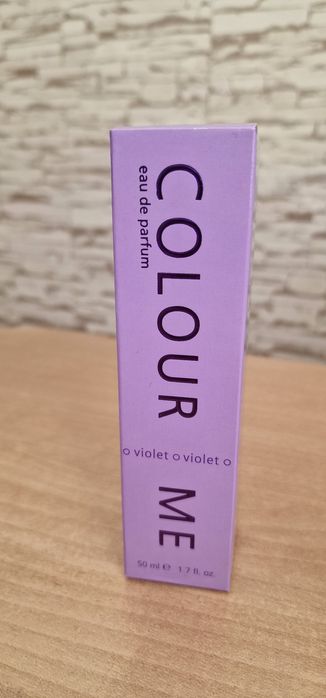 COLOUR ME
eau de parfum
o violet o violet o
50 ml ℮ 1.7 fl. oz.